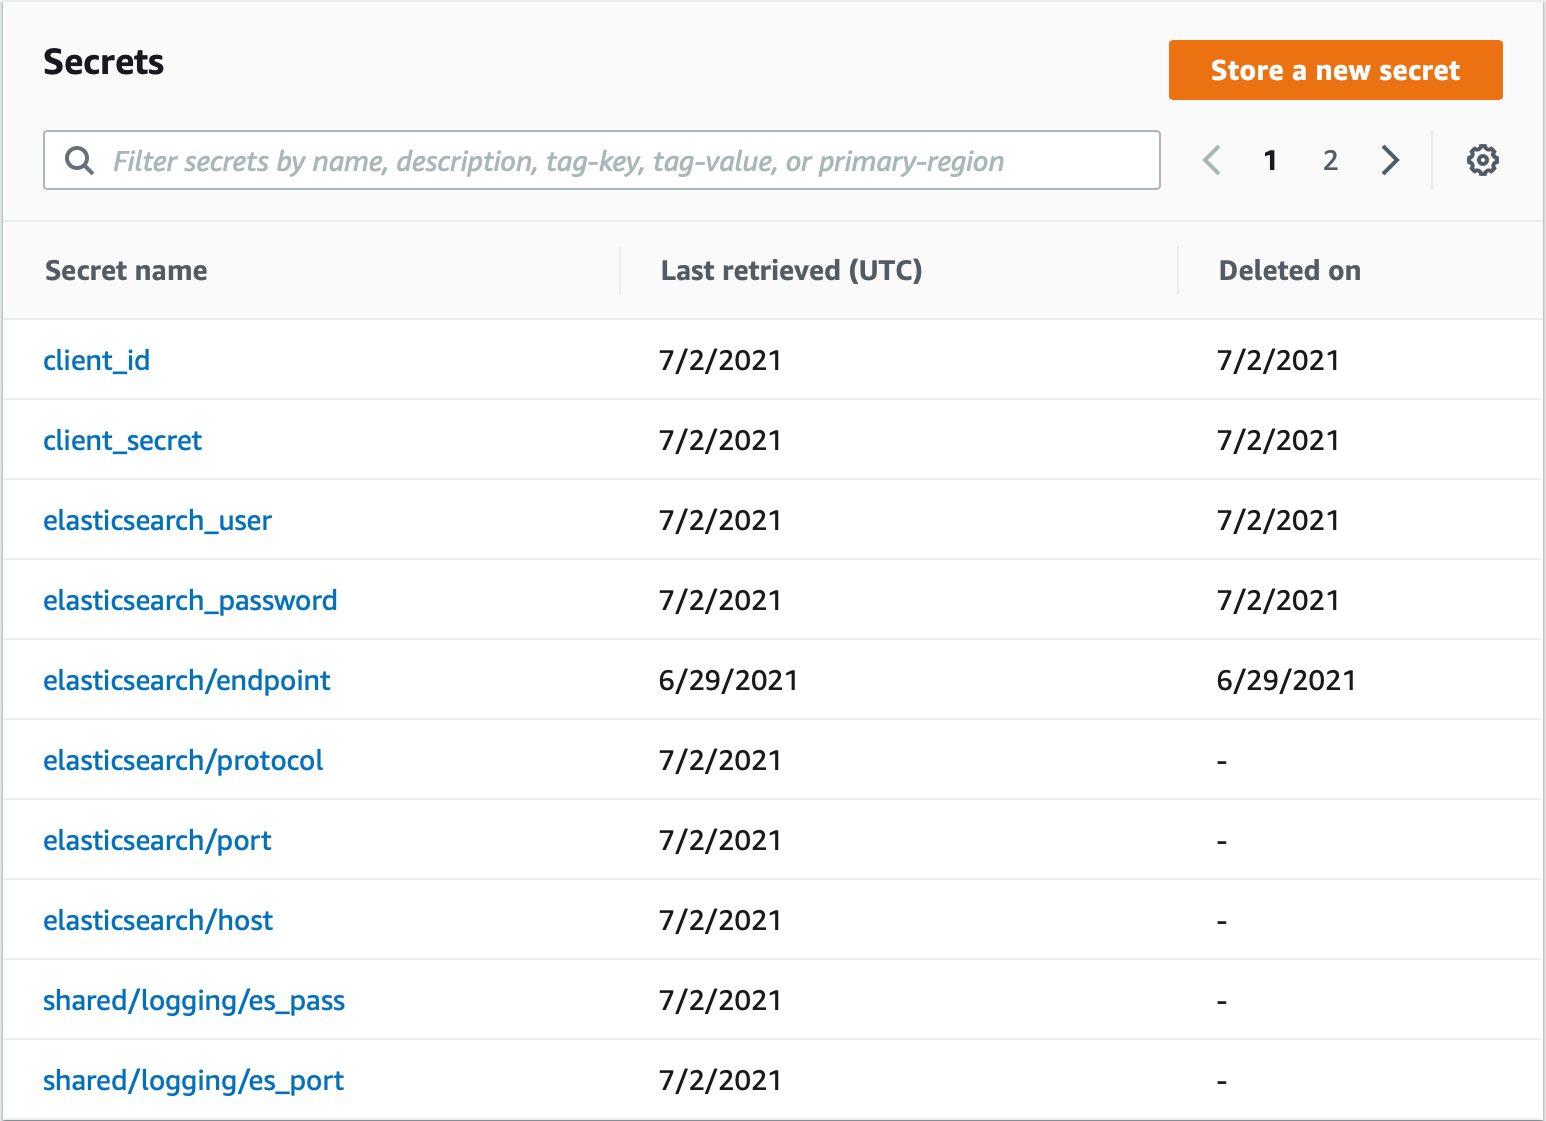 Secrets
Store a new secret
Filter secrets by name, description, tag-key, tag-value, or primary-region
1 2
Secret name Last retrieved (UTC) Deleted on
client_id 7/2/2021 7/2/2021
client_secret 7/2/2021 7/2/2021
elasticsearch_user 7/2/2021 7/2/2021
elasticsearch_password 7/2/2021 7/2/2021
elasticsearch/endpoint 6/29/2021 6/29/2021
elasticsearch/protocol 7/2/2021 -
elasticsearch/port 7/2/2021 -
elasticsearch/host 7/2/2021 -
shared/logging/es_pass 7/2/2021 -
shared/logging/es_port 7/2/2021 -